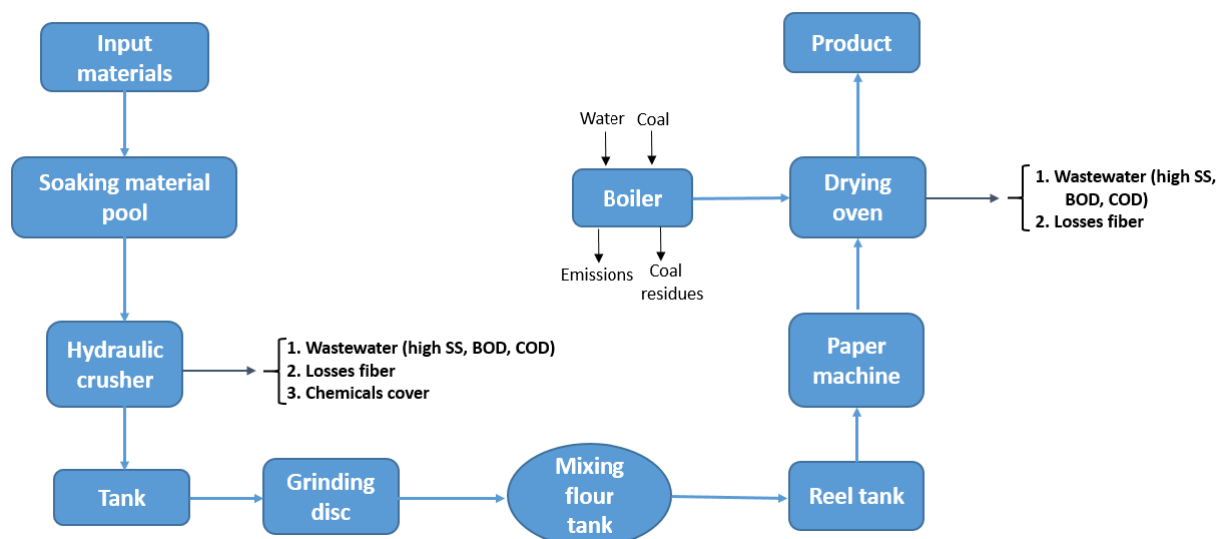 Input
materials
Soaking material
pool
Hydraulic
crusher
1. Wastewater (high SS, BOD, COD)
2. Losses fiber
3. Chemicals cover
Tank
Grinding
disc
Mixing
flour
tank
Reel tank
Paper
machine
Water
Coal
Boiler
Emissions
Coal
residues
Drying
oven
1. Wastewater (high SS,
BOD, COD)
2. Losses fiber
Product